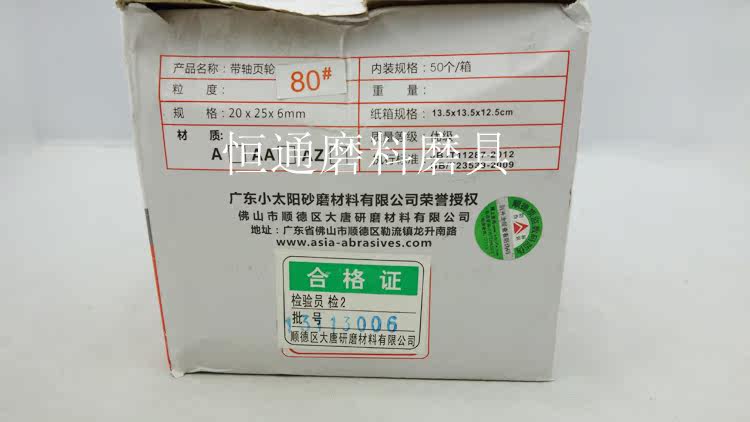 产品名称：带轴页轮
内装规格：50个/箱
80#
粒 度：
重 量：
规 格：20x25x6mm
纸箱规格：13.5x13.5x12.5cm
材 质:
质量等级 优级
恒通磨料磨具
广东小太阳砂磨材料有限公司荣誉授权
佛山市顺德区大唐研磨材料有限公司
地址：广东省佛山市顺德区勒流镇龙升南路
www.asia-abrasives.com
合格证
检验员 检2
批号
顺德区大唐研磨材料有限公司